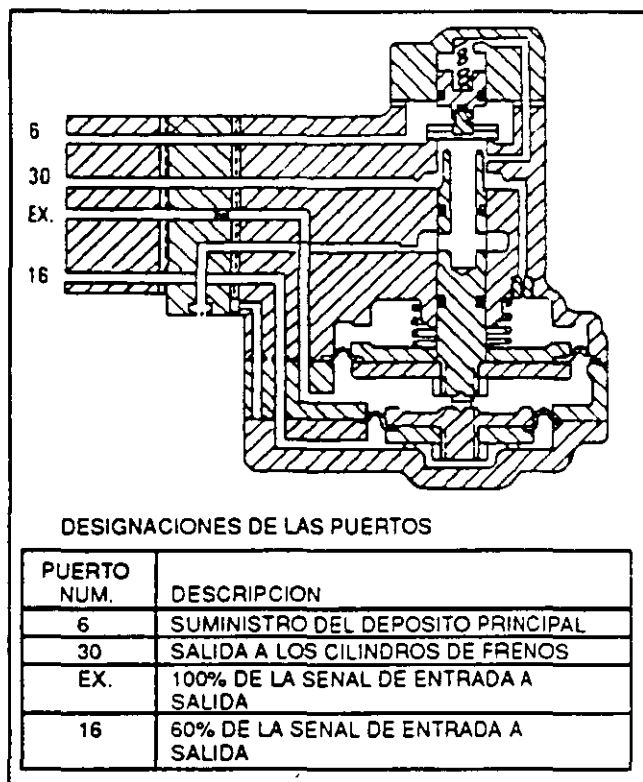 6
30
EX.
16
DESIGNACIONES DE LAS PUERTOS
PUERTO NUM. DESCRIPCION
6 SUMINISTRO DEL DEPOSITO PRINCIPAL
30 SALIDA A LOS CILINDROS DE FRENOS
EX. 100% DE LA SENAL DE ENTRADA A
SALIDA
16 60% DE LA SENAL DE ENTRADA A
SALIDA